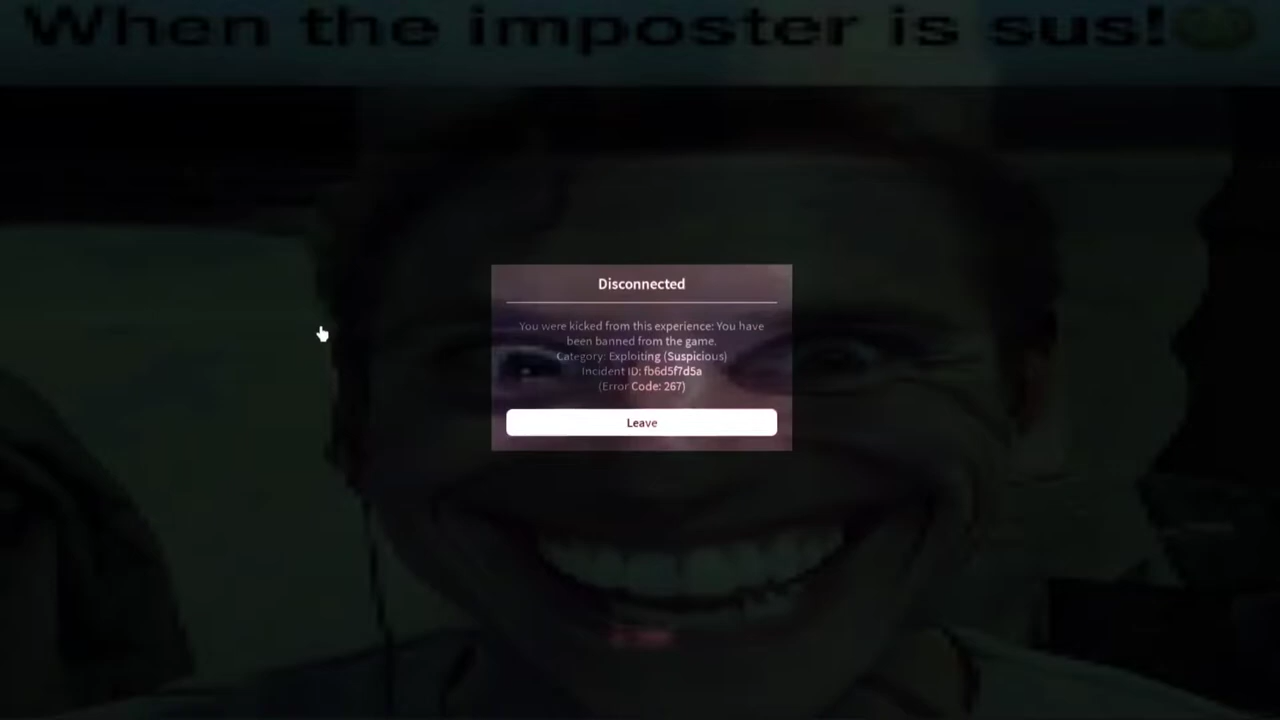 When the imposter is sus!😂
Disconnected
You were kicked from this experience: You have
been banned from the game.
Category: Exploiting (Suspicious)
Incident ID: fb6d5f7d5a
(Error Code: 267)
Leave